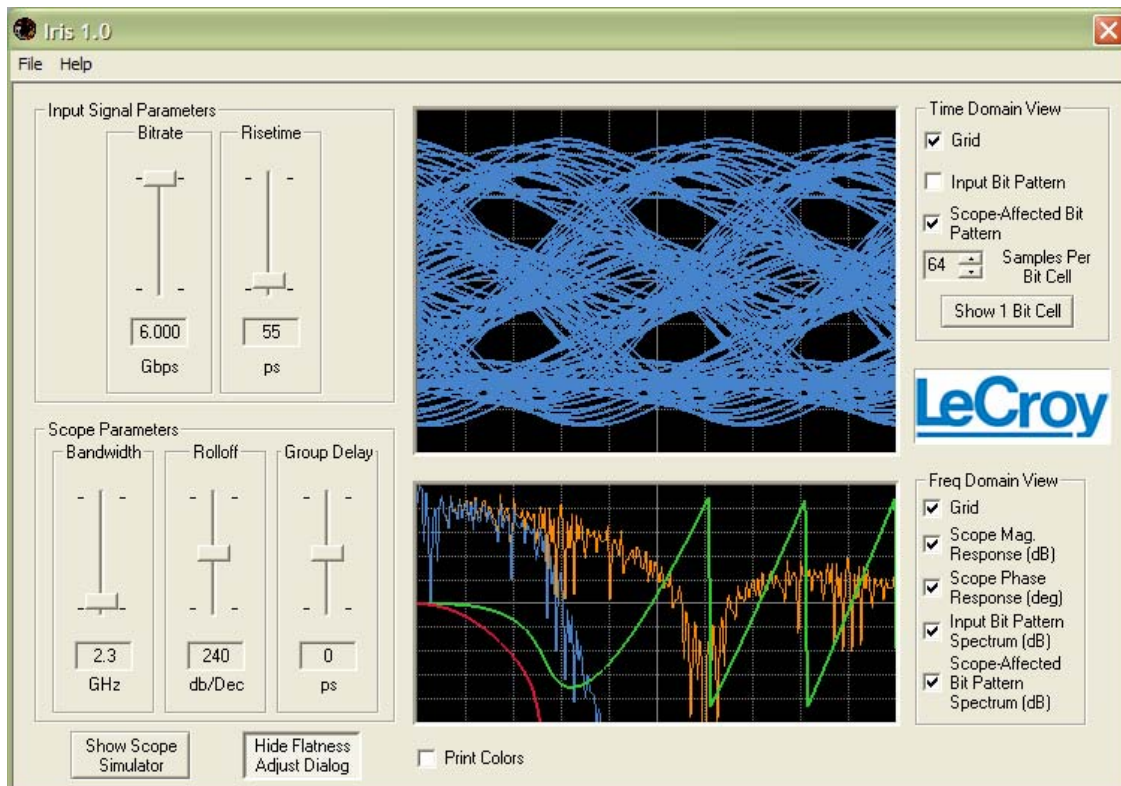 Iris 1.0
File Help
Input Signal Parameters
Bitrate
6.000
Gbps
Risetime
55
ps
Scope Parameters
Bandwidth
2.3
GHz
Rolloff
240
db/Dec
Group Delay
0
ps
Show Scope
Simulator
Hide Flatness
Adjust Dialog
Print Colors
Time Domain View
Grid
Input Bit Pattern
Scope-Affected Bit
Pattern
64
Samples Per
Bit Cell
Show 1 Bit Cell
LeCroy
Freq Domain View
Grid
Scope Mag.
Response (dB)
Scope Phase
Response (deg)
Input Bit Pattern
Spectrum (dB)
Scope-Affected
Bit Pattern
Spectrum (dB)